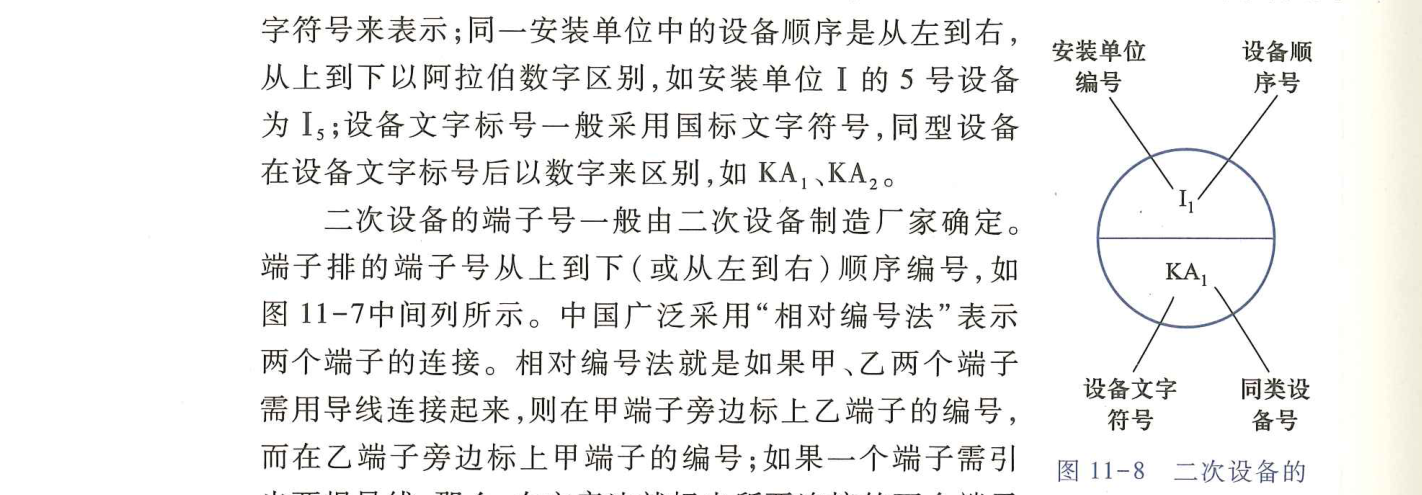 字符号来表示;同一安装单位中的设备顺序是从左到右,
从上到下以阿拉伯数字区别,如安装单位 I 的 5 号设备
为 I₅;设备文字标号一般采用国标文字符号,同型设备
在设备文字标号后以数字来区别,如 KA₁、KA₂。
二次设备的端子号一般由二次设备制造厂家确定。
端子排的端子号从上到下(或从左到右)顺序编号,如
图 11-7中间列所示。中国广泛采用“相对编号法”表示
两个端子的连接。相对编号法就是如果甲、乙两个端子
需用导线连接起来,则在甲端子旁边标上乙端子的编号,
而在乙端子旁边标上甲端子的编号;如果一个端子需引
安装单位
编号
设备顺
序号
I₁
KA₁
设备文字
符号
同类设
备号
图 11-8 二次设备的